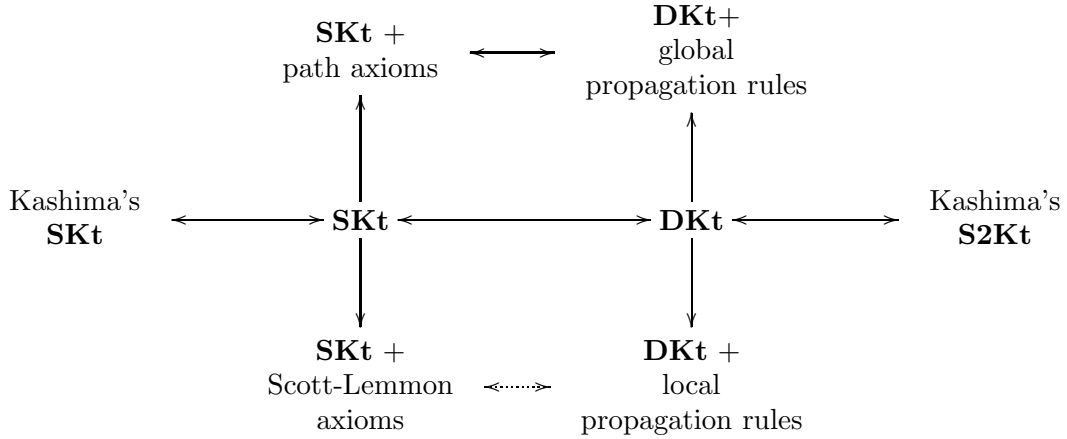 SKt +
path axioms
DKt+
global
propagation rules
Kashima's
SKt
SKt
DKt
Kashima's
S2Kt
SKt +
Scott-Lemmon
axioms
DKt +
local
propagation rules